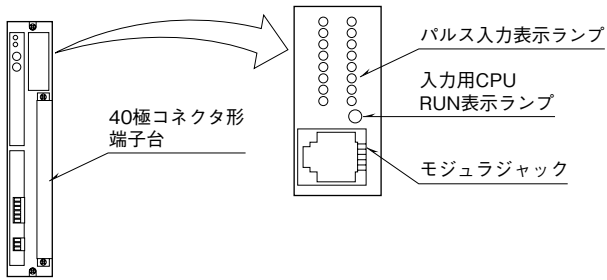 パルス入力表示ランプ
入力用CPU
RUN表示ランプ
40極コネクタ形
端子台
モジュラジャック